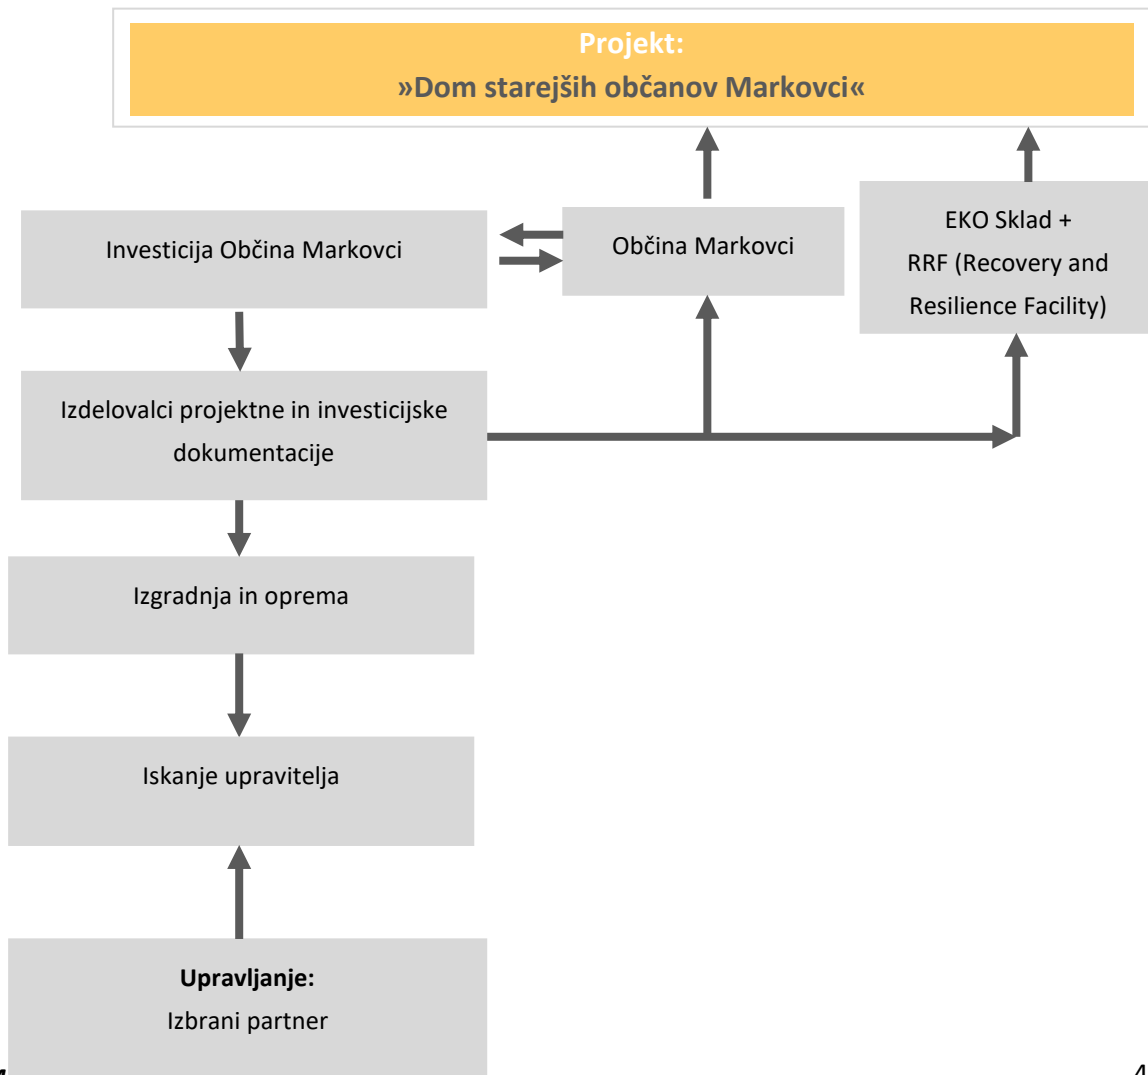 Projekt:
»Dom starejših občanov Markovci«
Investicija Občina Markovci
Občina Markovci
EKO Sklad +
RRF (Recovery and
Resilience Facility)
Izdelovalci projektne in investicijske
dokumentacije
Izgradnja in oprema
Iskanje upravitelja
Upravljanje:
Izbrani partner